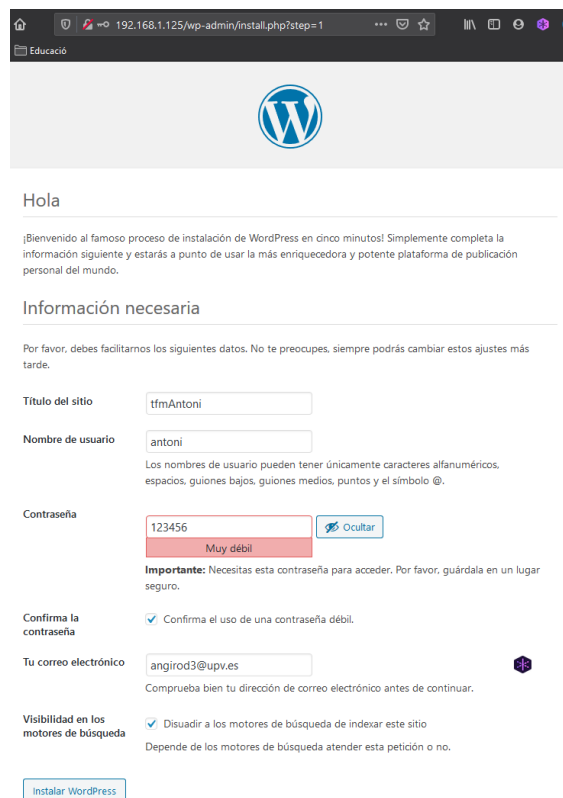 192.168.1.125/wp-admin/install.php?step=1
Educació
Hola
¡Bienvenido al famoso proceso de instalación de WordPress en cinco minutos! Simplemente completa la
información siguiente y estarás a punto de usar la más enriquecedora y potente plataforma de publicación
personal del mundo.
Información necesaria
Por favor, debes facilitarnos los siguientes datos. No te preocupes, siempre podrás cambiar estos ajustes más
tarde.
Título del sitio
tfmAntoni
Nombre de usuario
antoni
Los nombres de usuario pueden tener únicamente caracteres alfanuméricos,
espacios, guiones bajos, guiones medios, puntos y el símbolo @.
Contraseña
123456
Ocultar
Muy débil
Importante: Necesitas esta contraseña para acceder. Por favor, guárdala en un lugar
seguro.
Confirma la
contraseña
Confirma el uso de una contraseña débil.
Tu correo electrónico
angirod3@upv.es
Comprueba bien tu dirección de correo electrónico antes de continuar.
Visibilidad en los
motores de búsqueda
Disuadir a los motores de búsqueda de indexar este sitio
Depende de los motores de búsqueda atender esta petición o no.
Instalar WordPress